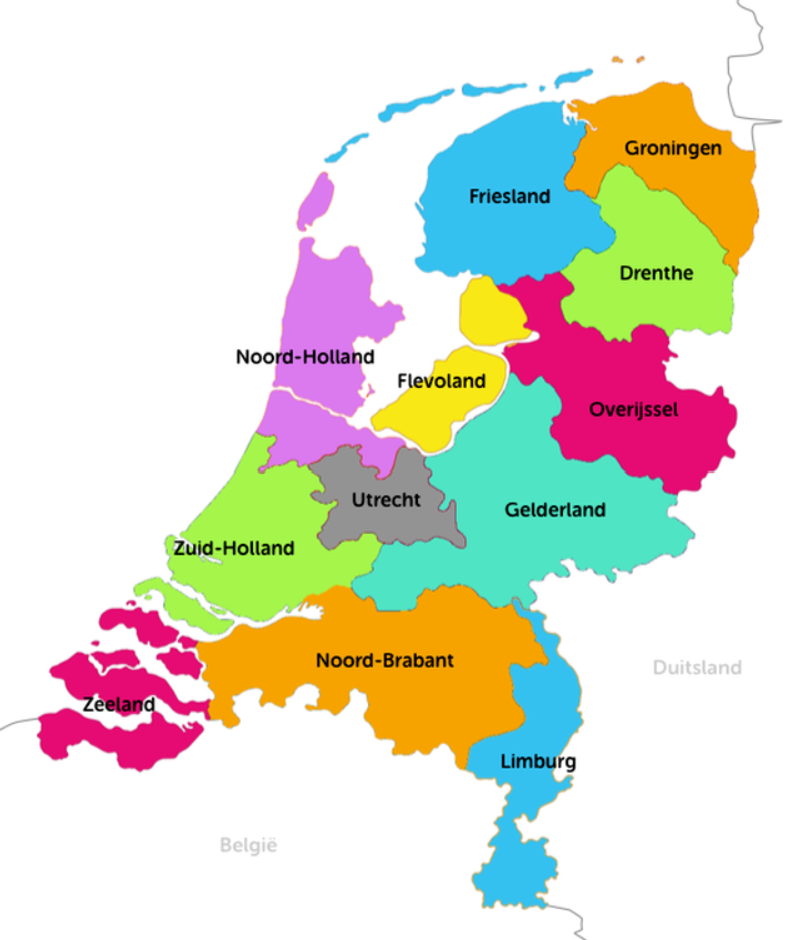 Groningen
Friesland
Drenthe
Noord-Holland
Flevoland
Overijssel
Utrecht
Gelderland
Zuid-Holland
Noord-Brabant
Duitsland
Zeeland
Limburg
België